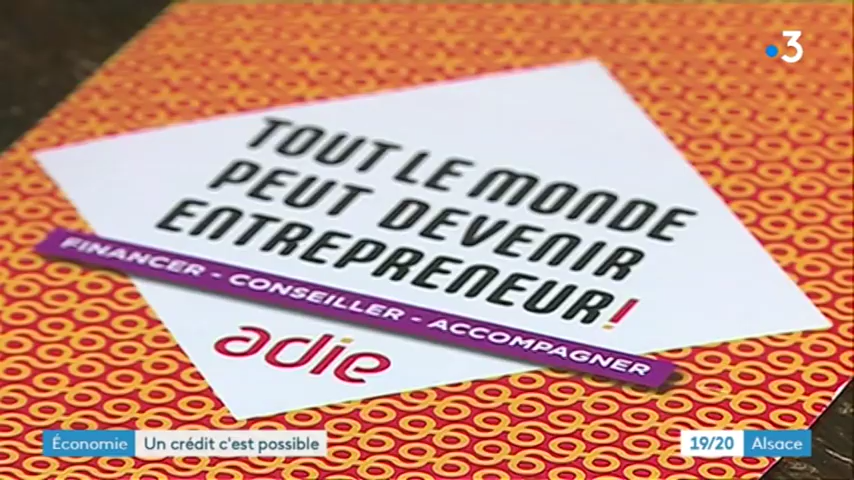 3
TOUT LE MONDE
PEUT DEVENIR
ENTREPRENEUR!
FINANCER - CONSEILLER - ACCOMPAGNER
adie
Économie Un crédit c'est possible
19/20 Alsace